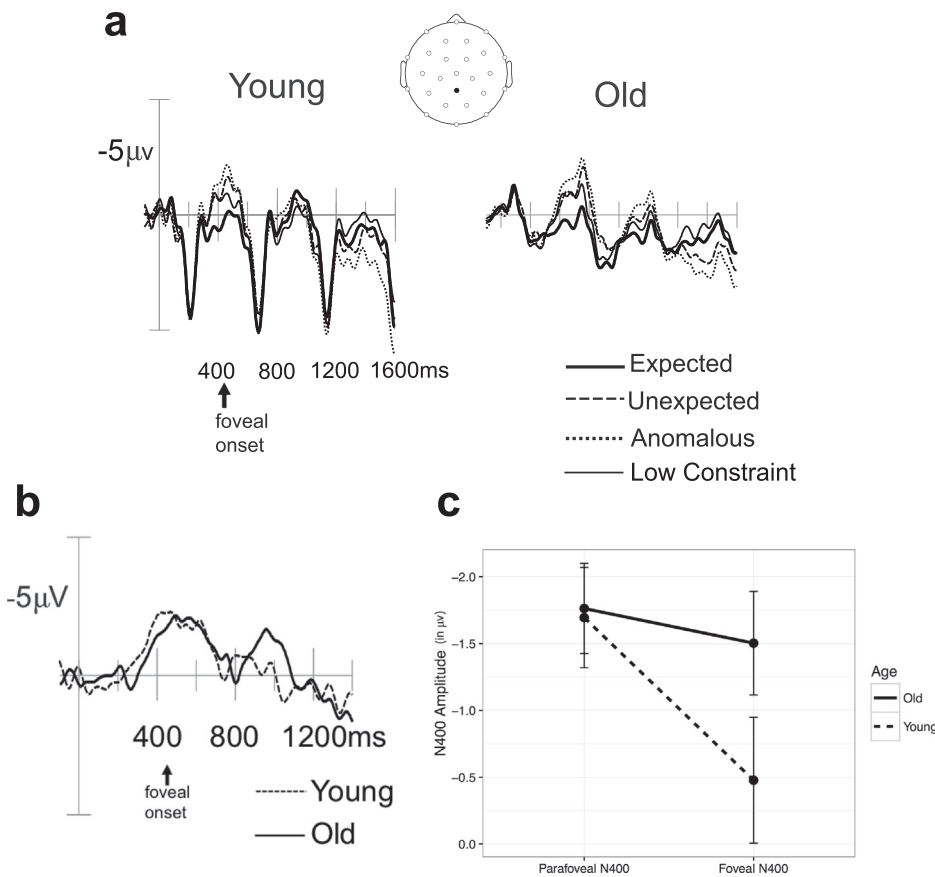 a
Young
Old
-5μv
400 800 1200 1600ms
foveal
onset
Expected
Unexpected
Anomalous
Low Constraint
b
-5μV
400 800 1200ms
foveal
onset
Young
Old
c
-2.0
-1.5
-1.0
-0.5
0.0
N400 Amplitude (in μv)
Parafoveal N400 Foveal N400
Age
Old
Young